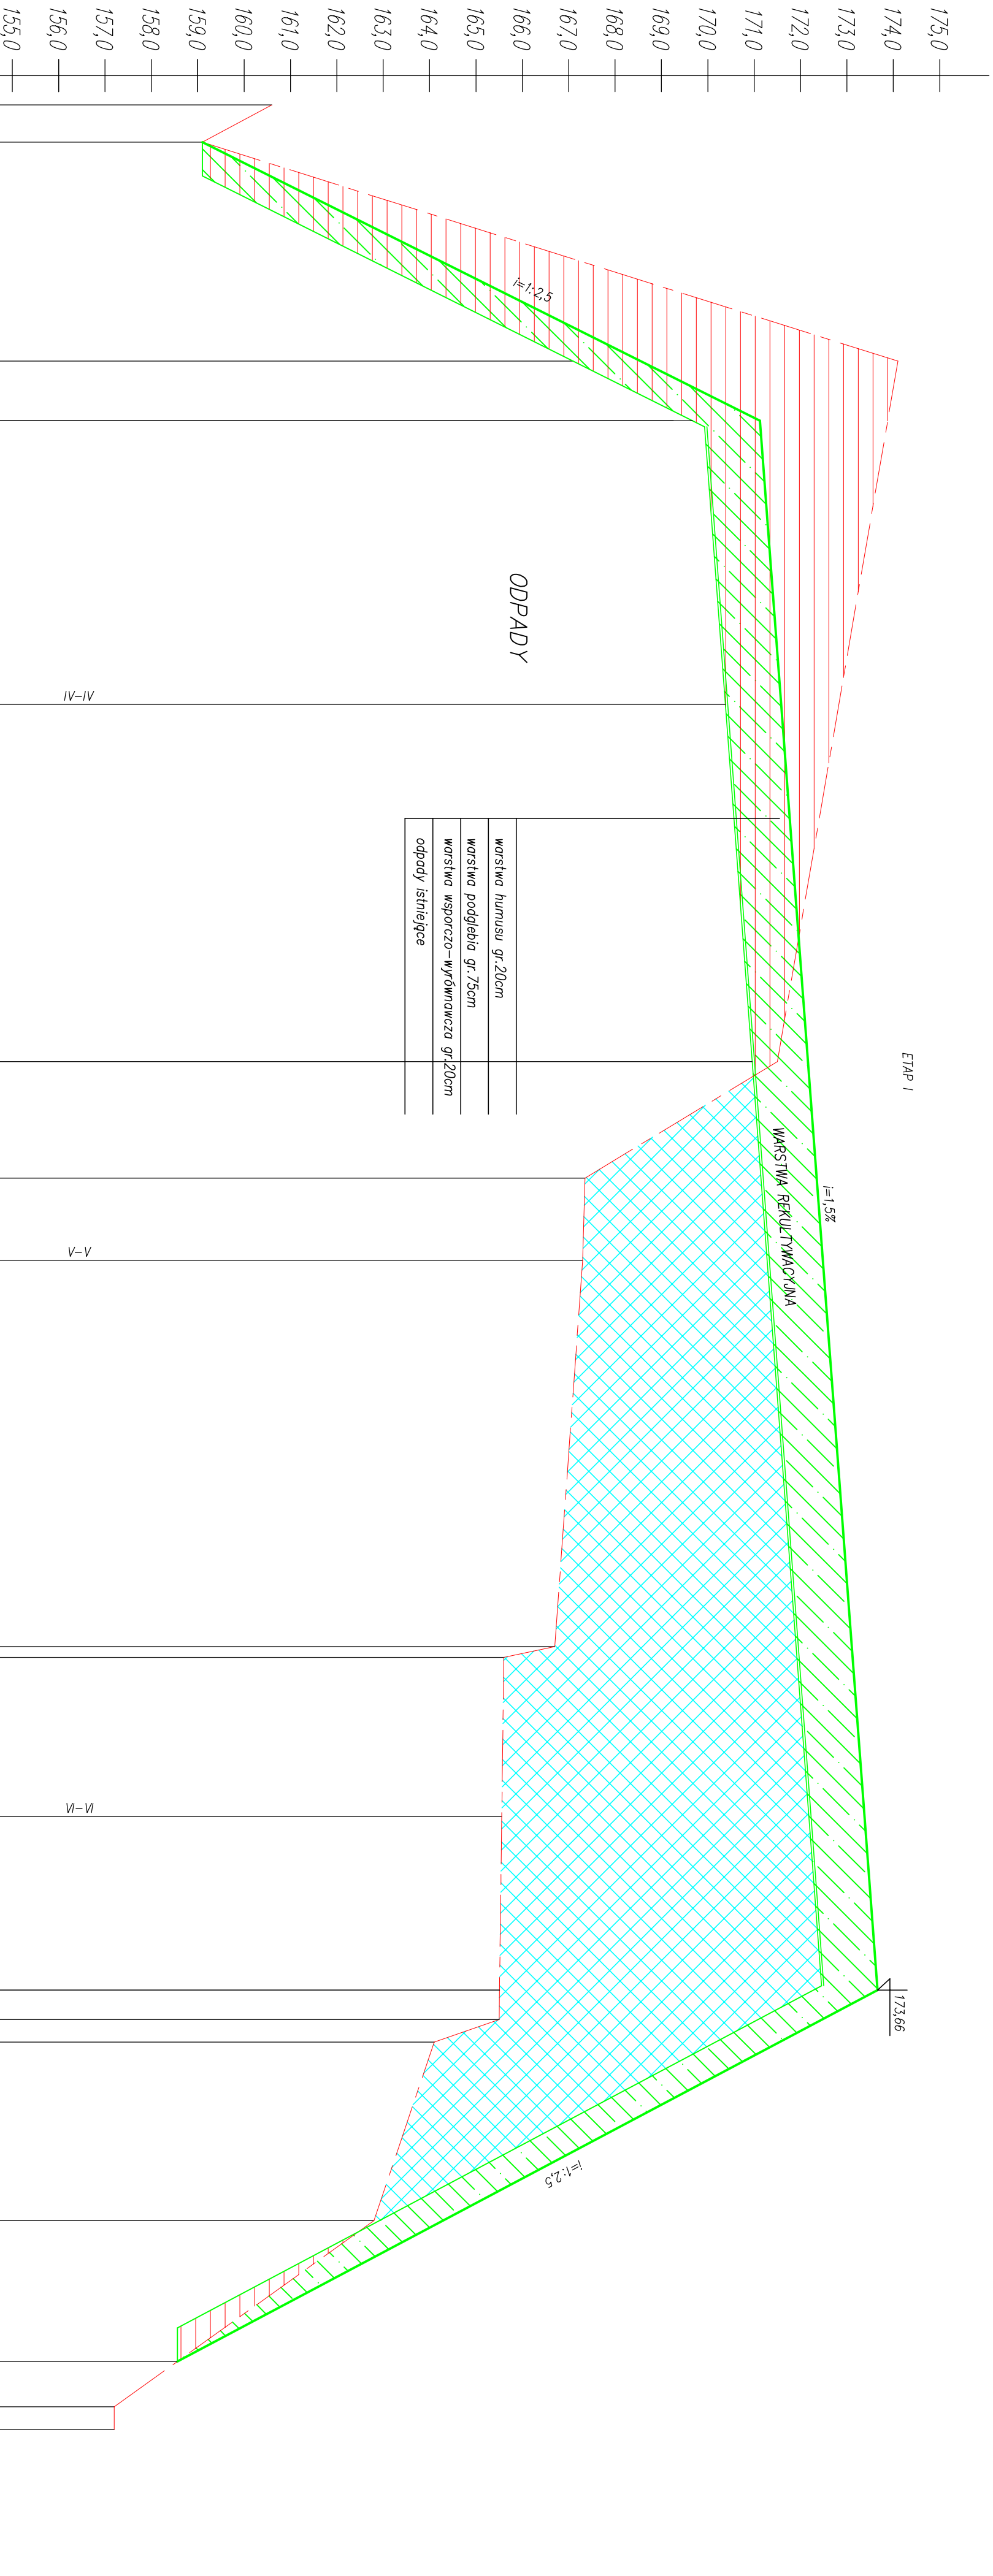 175,0
174,0
173,0
172,0
171,0
170,0
169,0
168,0
167,0
166,0
165,0
164,0
163,0
162,0
161,0
160,0
159,0
158,0
157,0
156,0
155,0
i=1:2,5
ODPADY
IV-IV
warstwa humusu gr.20cm
warstwa podglebia gr.75cm
warstwa wsporczo-wyrównawcza gr.20cm
odpady istniejące
ETAP I
WARSTWA REKULTYWACYJNA
i=1,5%
V-V
VI-VI
173,66
i=1:2,5